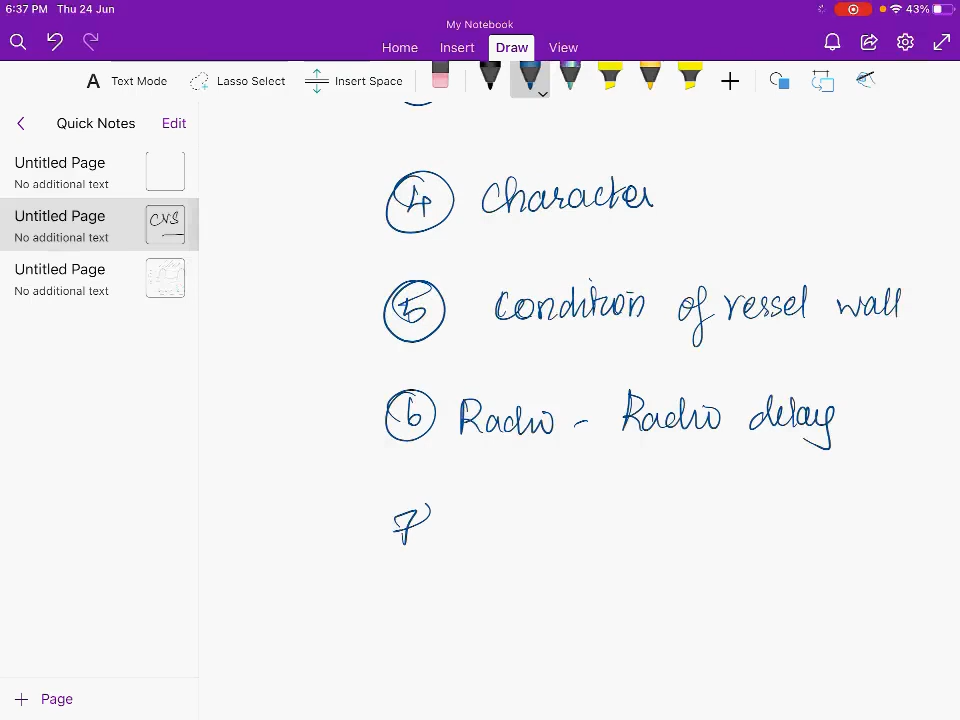 6:37 PM Thu 24 Jun
43%
My Notebook
Home Insert Draw View
A Text Mode Lasso Select Insert Space
Quick Notes Edit
Untitled Page
No additional text
Untitled Page
No additional text
CNS
Untitled Page
No additional text
4 Character
5 Condition of vessel wall
6 Radio - Radio delay
7
+ Page